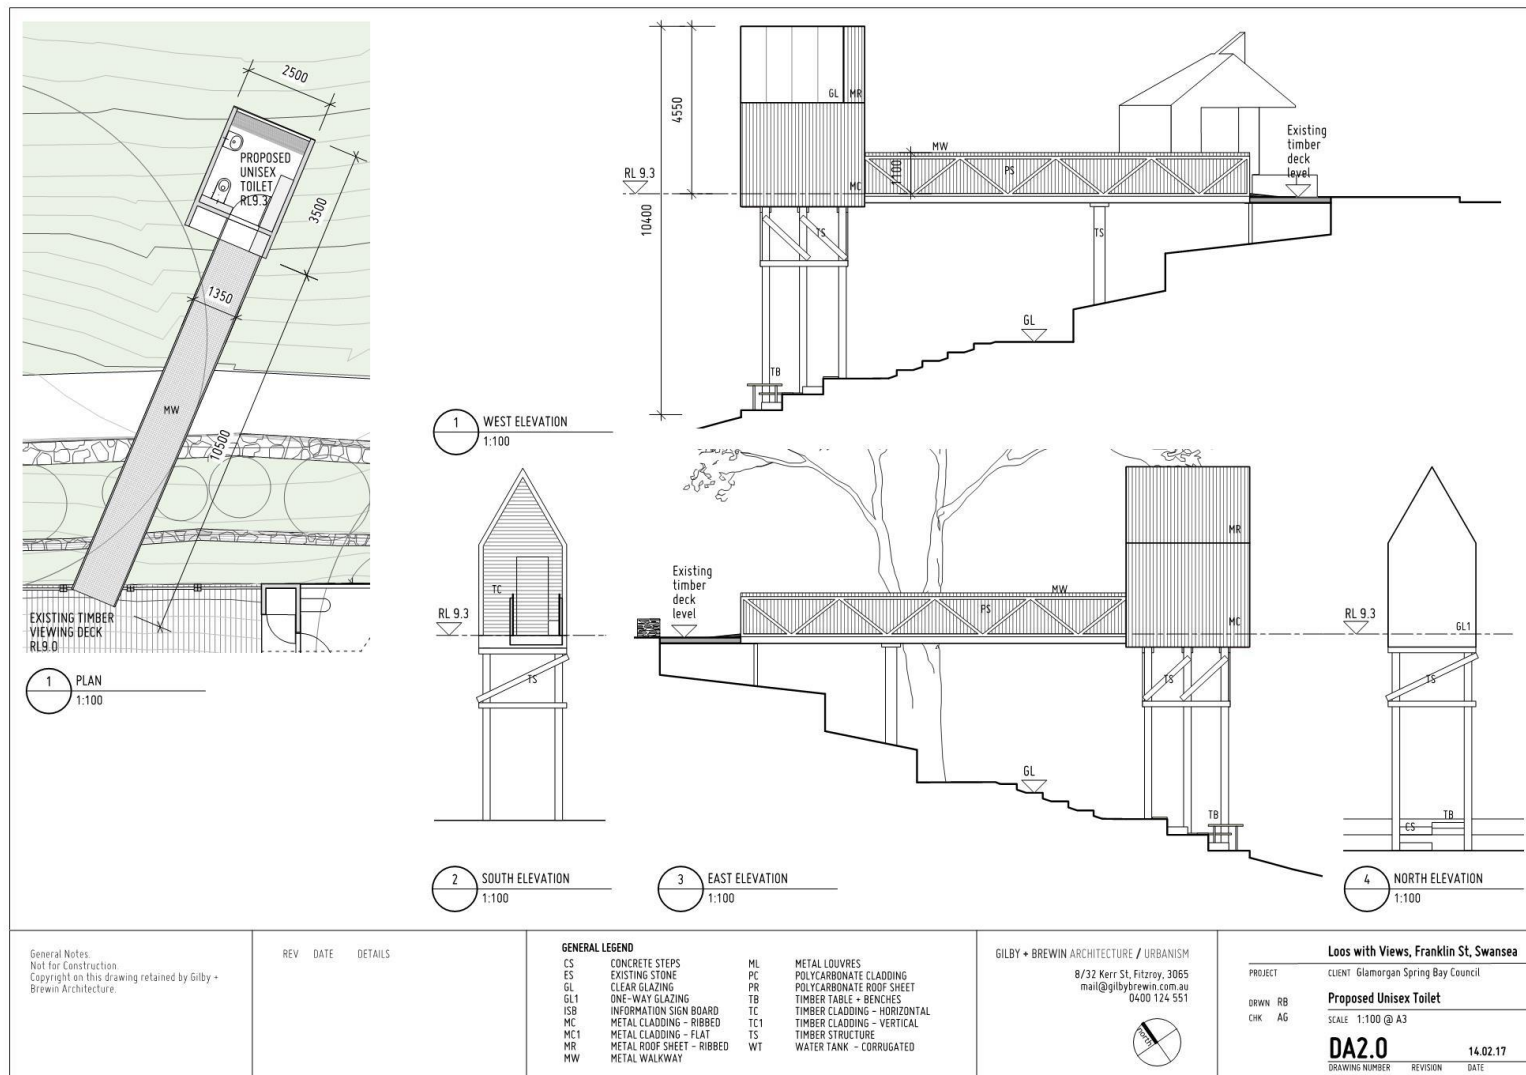 2500
PROPOSED
UNISEX
TOILET
RL9.3
3500
1350
MW
10500
EXISTING TIMBER
VIEWING DECK
RL9.0
1 PLAN
1:100
4550
10400
RL 9.3
GL MR
MC
MW
1100
PS
TS
TS
TB
GL
Existing
timber
deck
level
1 WEST ELEVATION
1:100
RL 9.3
TC
TS
2 SOUTH ELEVATION
1:100
Existing
timber
deck
level
MW
PS
MR
MC
TS
GL
TB
3 EAST ELEVATION
1:100
RL 9.3
GL1
TS
CS
TB
4 NORTH ELEVATION
1:100
General Notes.
Not for Construction.
Copyright on this drawing retained by Gilby +
Brewin Architecture.
REV DATE DETAILS
GENERAL LEGEND
CS CONCRETE STEPS
ES EXISTING STONE
GL CLEAR GLAZING
GL1 ONE-WAY GLAZING
ISB INFORMATION SIGN BOARD
MC METAL CLADDING - RIBBED
MC1 METAL CLADDING - FLAT
MR METAL ROOF SHEET - RIBBED
MW METAL WALKWAY
ML METAL LOUVRES
PC POLYCARBONATE CLADDING
PR POLYCARBONATE ROOF SHEET
TB TIMBER TABLE + BENCHES
TC TIMBER CLADDING - HORIZONTAL
TC1 TIMBER CLADDING - VERTICAL
TS TIMBER STRUCTURE
WT WATER TANK - CORRUGATED
GILBY + BREWIN ARCHITECTURE / URBANISM
8/32 Kerr St, Fitzroy, 3065
mail@gilbybrewin.com.au
0400 124 551
north
Loos with Views, Franklin St, Swansea
PROJECT CLIENT Glamorgan Spring Bay Council
DRWN RB Proposed Unisex Toilet
CHK AG SCALE 1:100 @ A3
DA2.0 14.02.17
DRAWING NUMBER REVISION DATE